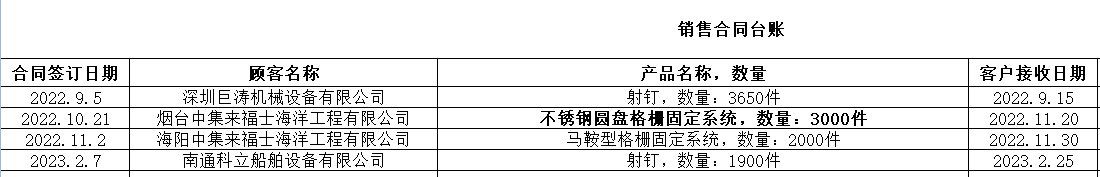 销售合同台账
合同签订日期 顾客名称 产品名称，数量 客户接收日期
2022.9.5 深圳巨涛机械设备有限公司 射钉，数量：3650件 2022.9.15
2022.10.21 烟台中集来福士海洋工程有限公司 不锈钢圆盘格栅固定系统，数量：3000件 2022.11.20
2022.11.2 海阳中集来福士海洋工程有限公司 马鞍型格栅固定系统，数量：2000件 2022.11.30
2023.2.7 南通科立船舶设备有限公司 射钉，数量：1900件 2023.2.25